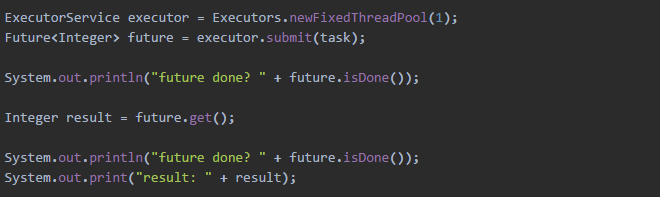 ExecutorService executor = Executors.newFixedThreadPool(1);
Future<Integer> future = executor.submit(task);
System.out.println("future done? " + future.isDone());
Integer result = future.get();
System.out.println("future done? " + future.isDone());
System.out.print("result: " + result);